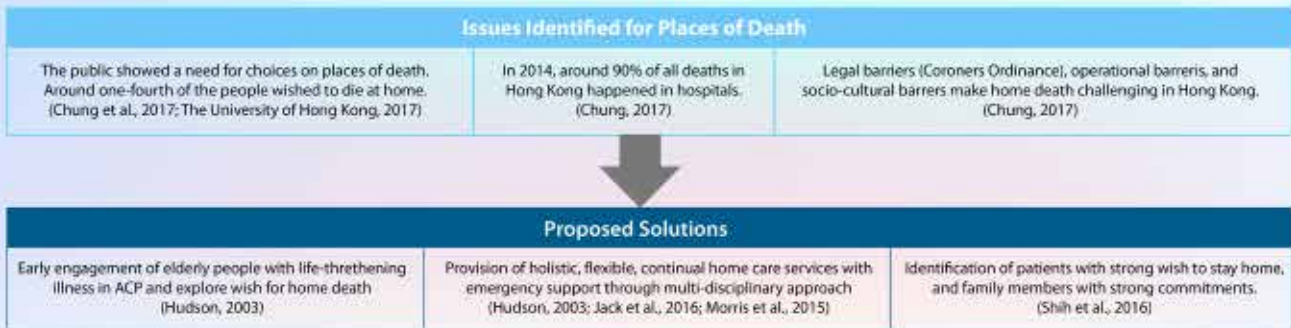 Issues Identified for Places of Death
The public showed a need for choices on places of death.
Around one-fourth of the people wished to die at home.
(Chung et al., 2017; The University of Hong Kong, 2017)
In 2014, around 90% of all deaths in
Hong Kong happened in hospitals.
(Chung, 2017)
Legal barriers (Coroners Ordinance), operational barreris, and
socio-cultural barrers make home death challenging in Hong Kong.
(Chung, 2017)
Proposed Solutions
Early engagement of elderly people with life-threthening
illness in ACP and explore wish for home death
(Hudson, 2003)
Provision of holistic, flexible, continual home care services with
emergency support through multi-disciplinary approach
(Hudson, 2003; Jack et al., 2016; Morris et al., 2015)
Identification of patients with strong wish to stay home,
and family members with strong commitments.
(Shih et al., 2016)